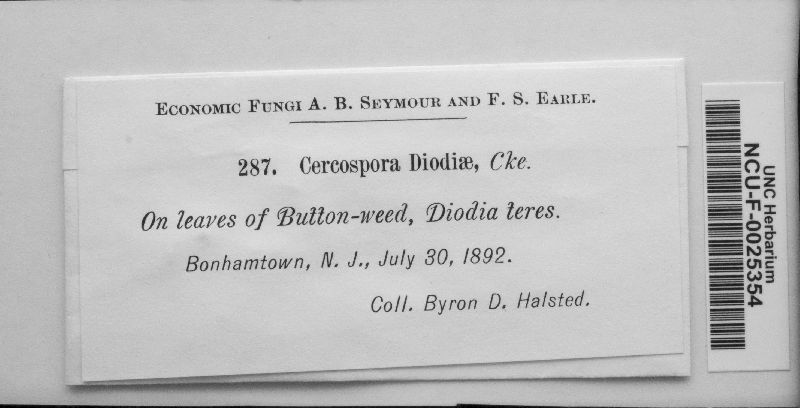 Economic Fungi A. B. Seymour and F. S. Earle.
287. Cercospora Diodiæ, Cke.
On leaves of Button-weed, Diodia teres.
Bonhamtown, N. J., July 30, 1892.
Coll. Byron D. Halsted.
UNC Herbarium
NCU-F-0025354